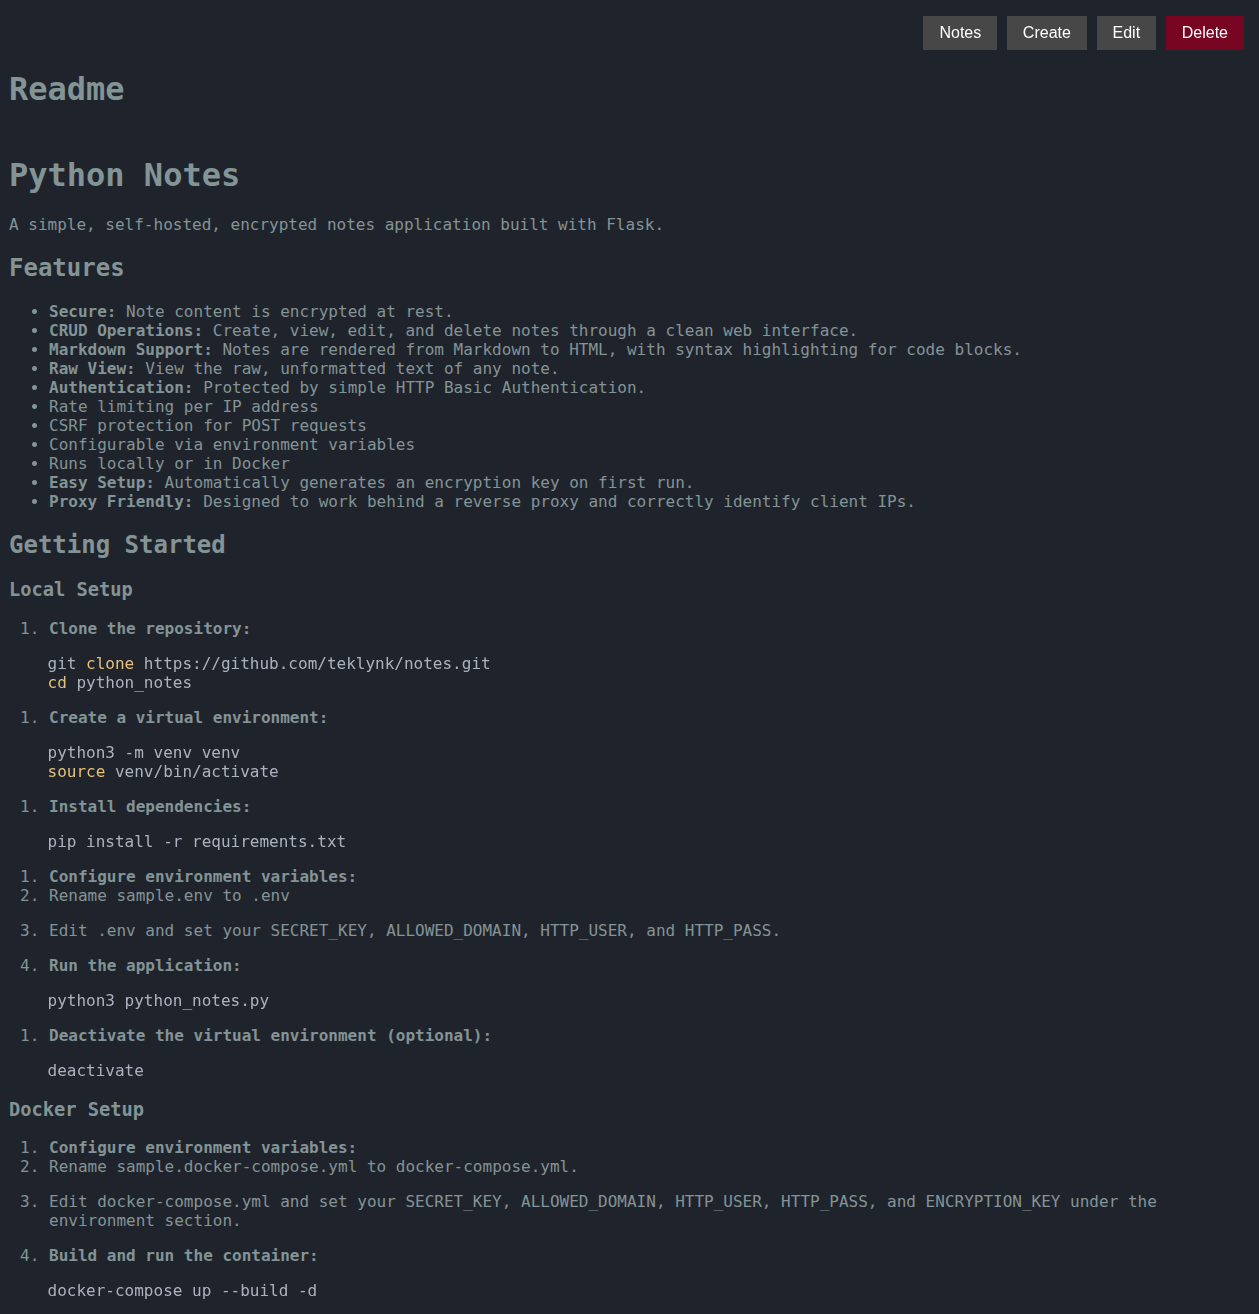 Notes Create Edit Delete
Readme
Python Notes
A simple, self-hosted, encrypted notes application built with Flask.
Features
• Secure: Note content is encrypted at rest.
• CRUD Operations: Create, view, edit, and delete notes through a clean web interface.
• Markdown Support: Notes are rendered from Markdown to HTML, with syntax highlighting for code blocks.
• Raw View: View the raw, unformatted text of any note.
• Authentication: Protected by simple HTTP Basic Authentication.
• Rate limiting per IP address
• CSRF protection for POST requests
• Configurable via environment variables
• Runs locally or in Docker
• Easy Setup: Automatically generates an encryption key on first run.
• Proxy Friendly: Designed to work behind a reverse proxy and correctly identify client IPs.
Getting Started
Local Setup
1. Clone the repository:
git clone https://github.com/teklynk/notes.git
cd python_notes
1. Create a virtual environment:
python3 -m venv venv
source venv/bin/activate
1. Install dependencies:
pip install -r requirements.txt
1. Configure environment variables:
2. Rename sample.env to .env
3. Edit .env and set your SECRET_KEY, ALLOWED_DOMAIN, HTTP_USER, and HTTP_PASS.
4. Run the application:
python3 python_notes.py
1. Deactivate the virtual environment (optional):
deactivate
Docker Setup
1. Configure environment variables:
2. Rename sample.docker-compose.yml to docker-compose.yml.
3. Edit docker-compose.yml and set your SECRET_KEY, ALLOWED_DOMAIN, HTTP_USER, HTTP_PASS, and ENCRYPTION_KEY under the
environment section.
4. Build and run the container:
docker-compose up --build -d